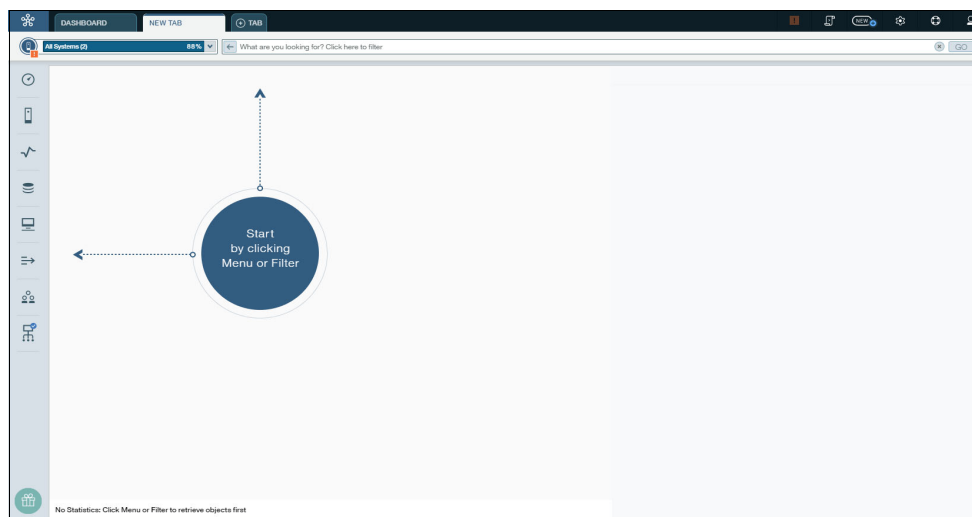 DASHBOARD
NEW TAB
TAB
NEW
All Systems (2)
88%
What are you looking for? Click here to filter
GO
Start
by clicking
Menu or Filter
No Statistics: Click Menu or Filter to retrieve objects first